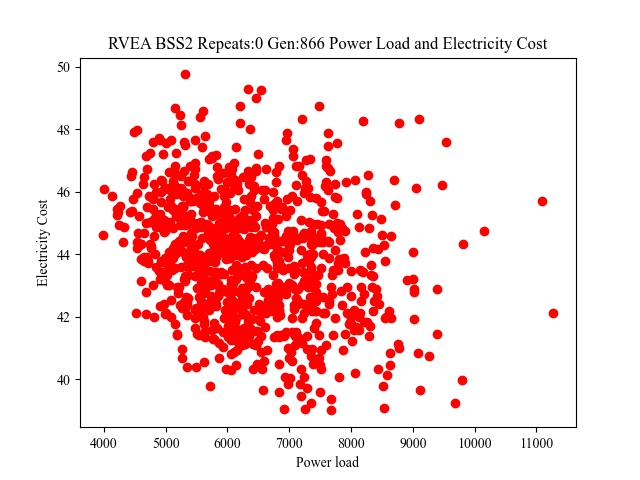 RVEA BSS2 Repeats:0 Gen:866 Power Load and Electricity Cost
50
48
46
44
42
40
Electricity Cost
4000 5000 6000 7000 8000 9000 10000 11000
Power load